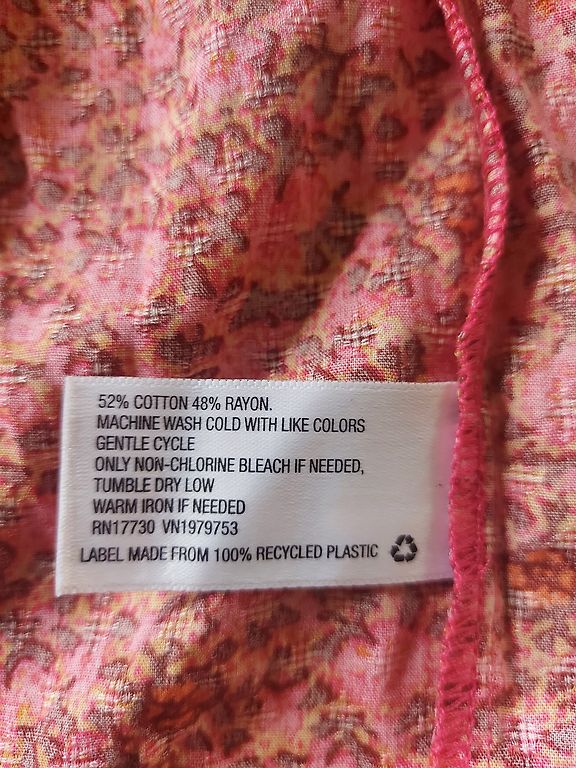 52% COTTON 48% RAYON.
MACHINE WASH COLD WITH LIKE COLORS
GENTLE CYCLE
ONLY NON-CHLORINE BLEACH IF NEEDED,
TUMBLE DRY LOW
WARM IRON IF NEEDED
RN17730 VN1979753
LABEL MADE FROM 100% RECYCLED PLASTIC